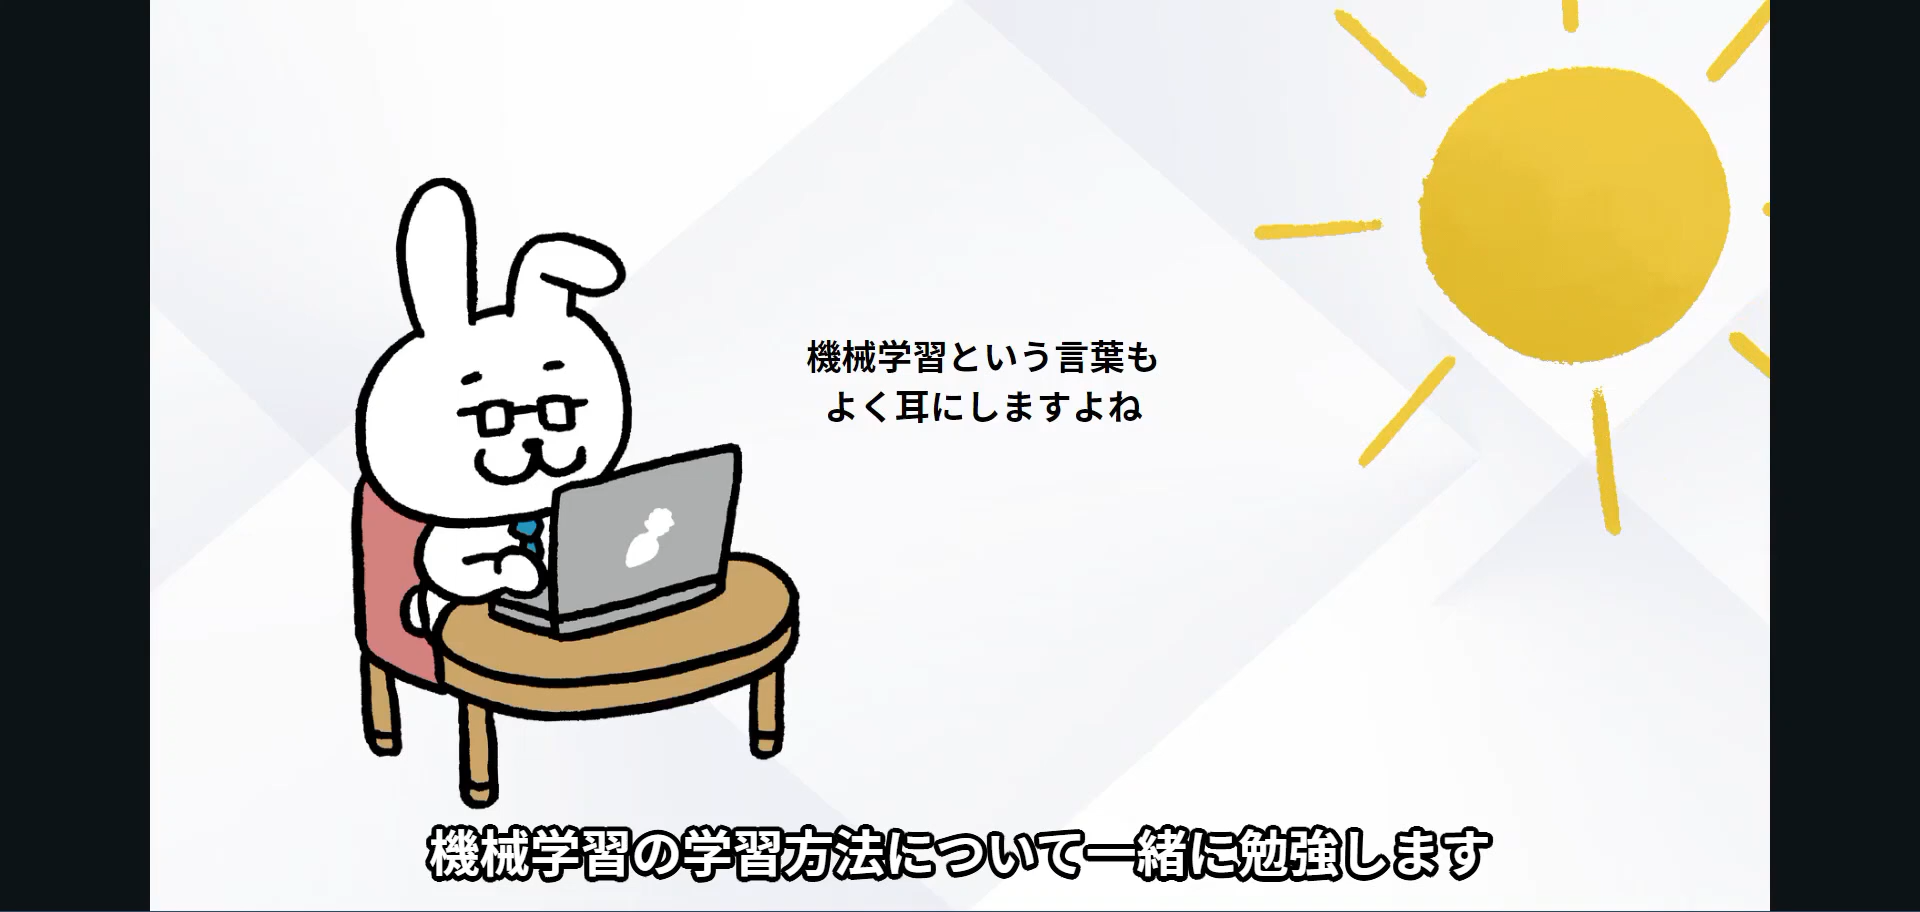 機械学習という言葉も
よく耳にしますよね
機械学習の学習方法について一緒に勉強します